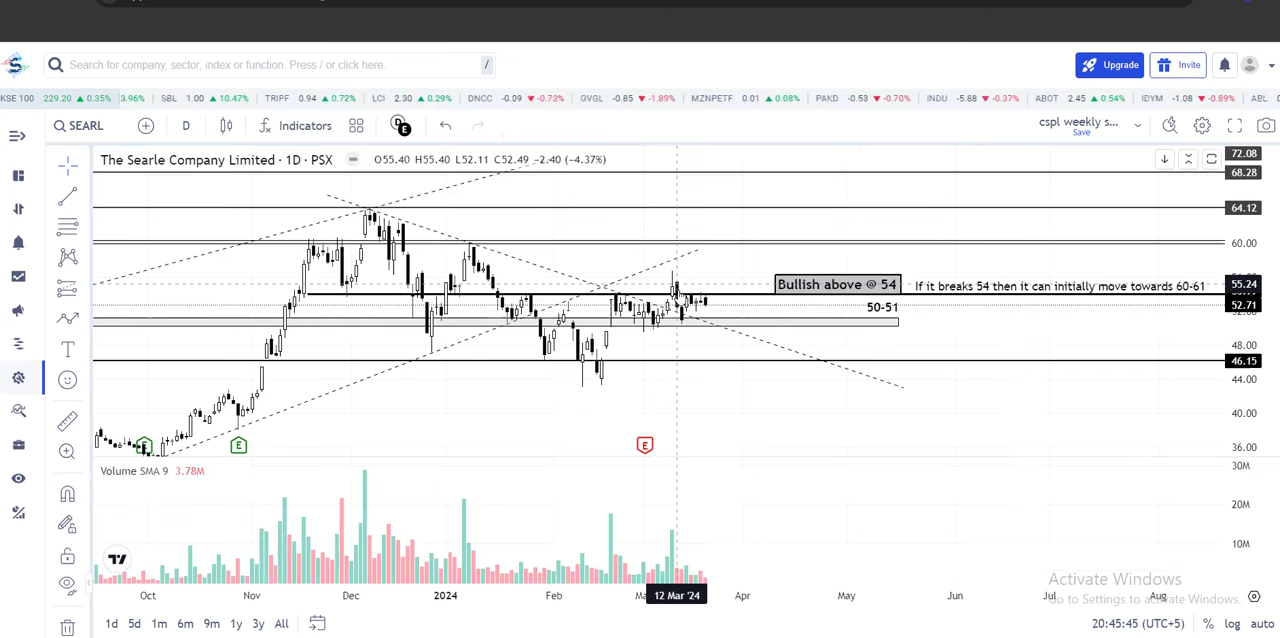 Search for company, sector, index or function. Press / or click here.
/
Upgrade
Invite
KSE 100 229.20 ▲ 0.35% 3.96% SBL 1.00 ▲ 10.47% TRIPF 0.94 ▲ 0.72% LCI 2.30 ▲ 0.29% DNCC -0.09 ▼ -0.73% GVGL -0.85 ▼ -1.89% MZNPETF 0.01 ▲ 0.08% PAKD -0.53 ▼ -0.70% INDU -5.88 ▼ -0.37% ABOT 2.45 ▲ 0.54% IDYM -1.08 ▼ -0.89% ABL
SEARL
D
Indicators
D
E
cspl weekly s...
Save
The Searle Company Limited · 1D · PSX
O55.40 H55.40 L52.11 C52.49 -2.40 (-4.37%)
72.08
68.28
64.12
60.00
55.24
52.71
48.00
46.15
44.00
40.00
36.00
Bullish above @ 54
If it breaks 54 then it can initially move towards 60-61
50-51
E
E
E
Volume SMA 9 3.78M
30M
20M
10M
Oct
Nov
Dec
2024
Feb
12 Mar '24
Apr
May
Jun
Jul
Aug
Activate Windows
Go to Settings to activate Windows.
1d 5d 1m 6m 9m 1y 3y All
20:45:45 (UTC+5)
% log auto